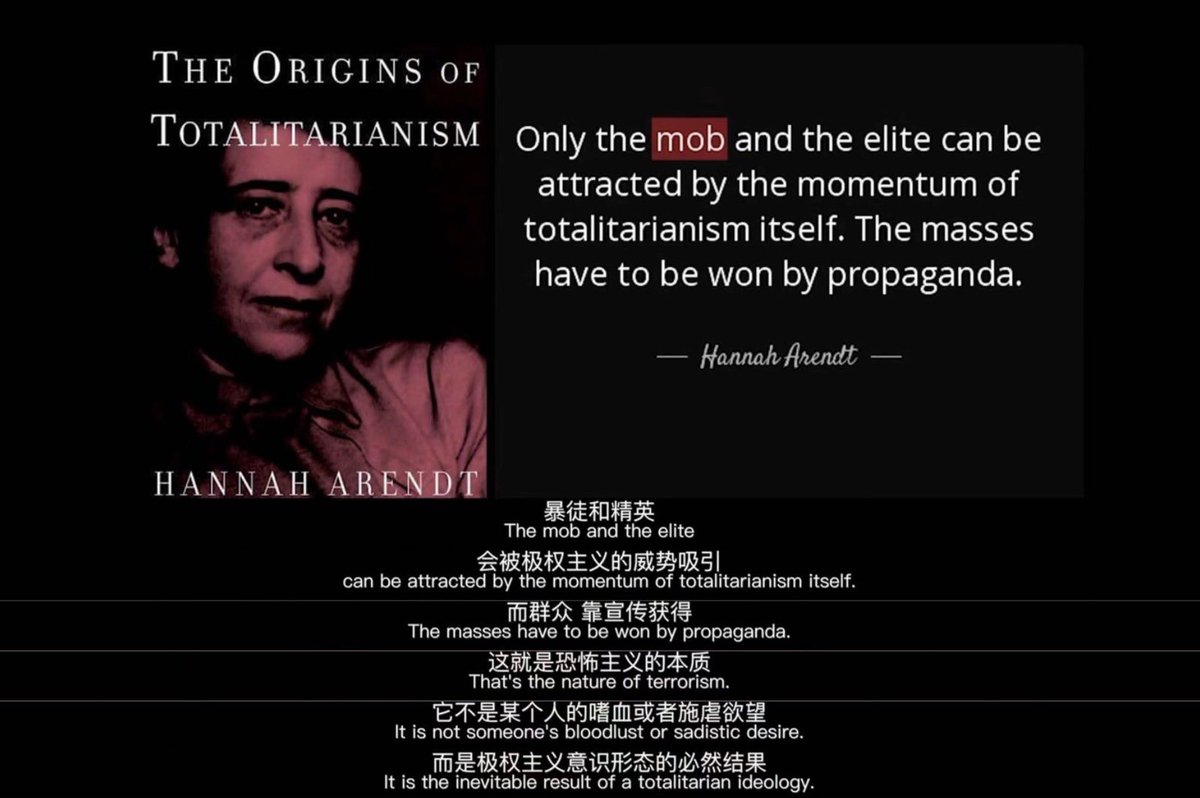 THE ORIGINS OF
TOTALITARIANISM
HANNAH ARENDT
Only the mob and the elite can be
attracted by the momentum of
totalitarianism itself. The masses
have to be won by propaganda.
— Hannah Arendt —
暴徒和精英
The mob and the elite
会被极权主义的威势吸引
can be attracted by the momentum of totalitarianism itself.
而群众 靠宣传获得
The masses have to be won by propaganda.
这就是恐怖主义的本质
That's the nature of terrorism.
它不是某个人的嗜血或者施虐欲望
It is not someone's bloodlust or sadistic desire.
而是极权主义意识形态的必然结果
It is the inevitable result of a totalitarian ideology.